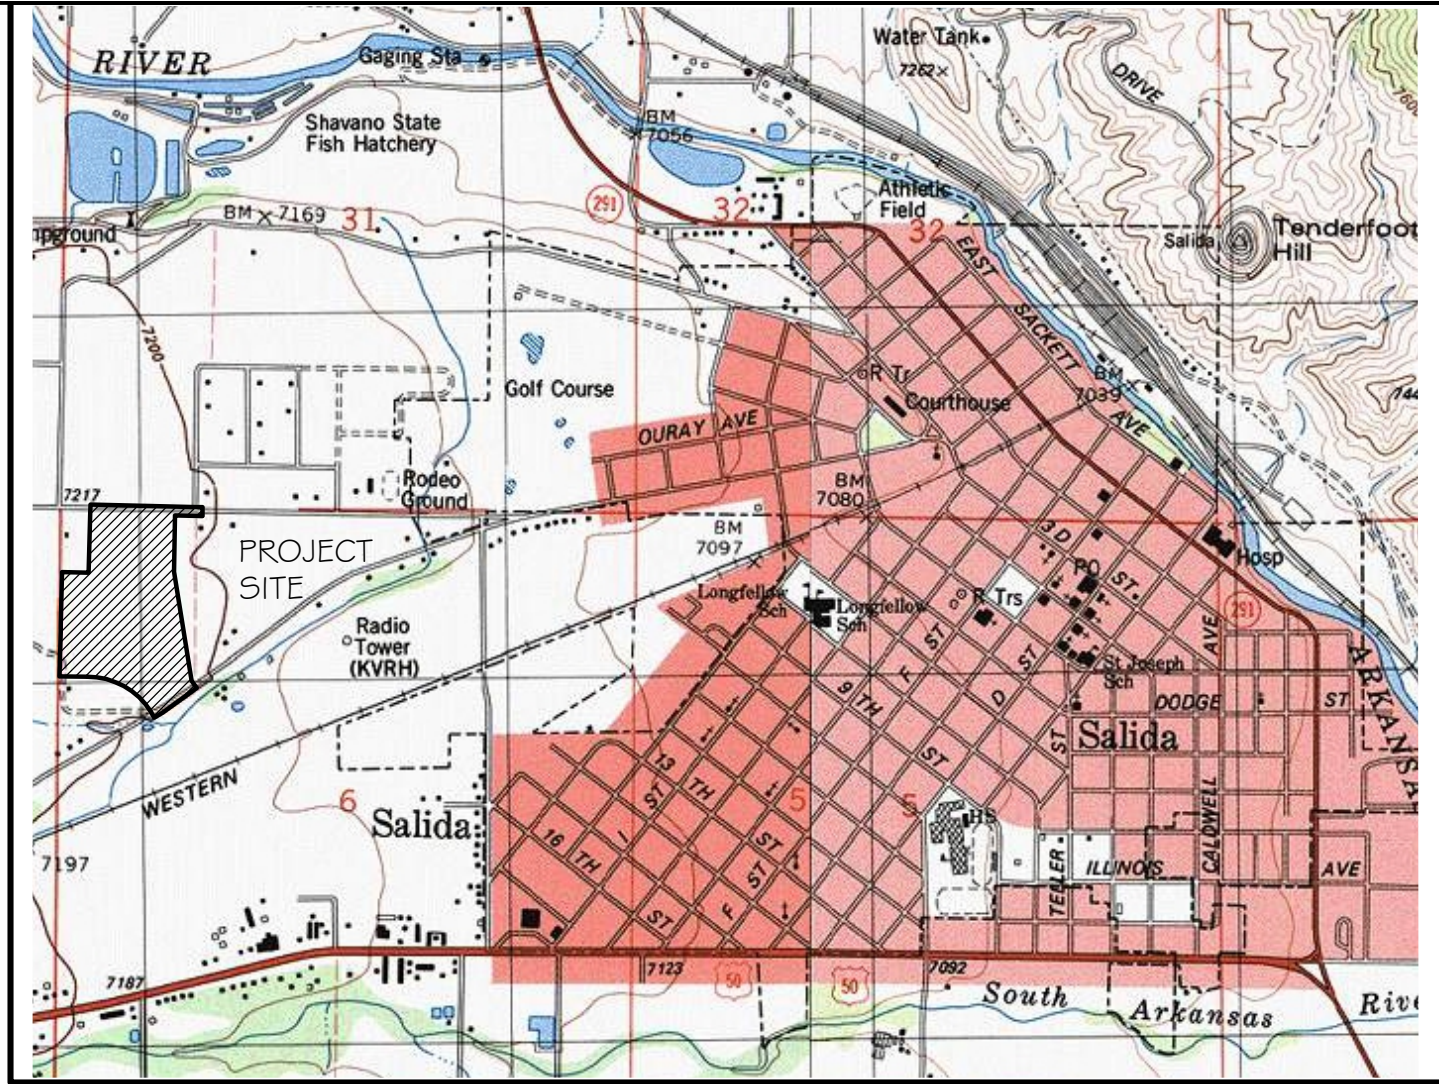 RIVER
Gaging Sta
Water Tank
7262
DRIVE
Shavano State
Fish Hatchery
BM
7056
291
Athletic
Field
BM 7169
31
32
32
mpground
EAST
Salida
Tenderfoot
Hill
SACKETT
7200
R Tr
BM
7039
AVE
Golf Course
Courthouse
OURAY AVE
Rodeo
Ground
7217
BM
7080
BM
7097
3 D
ST
PROJECT
SITE
Hosp
PO
Longfellow
Sch
Longfellow
Sch
R Trs
291
Radio
Tower
(KVRH)
F ST
D ST
AVE
St Joseph
Sch
9 TH
ST
DODGE
ST
ARKANSA
ST
Salida
13 TH
ST
I
ST
WESTERN
6
5
5
Salida
HS
CALDWELL
16 TH
ST
F ST
7197
TELLER
ILLINOIS
AVE
7187
7123
50
50
7092
South
Arkansas
Rive